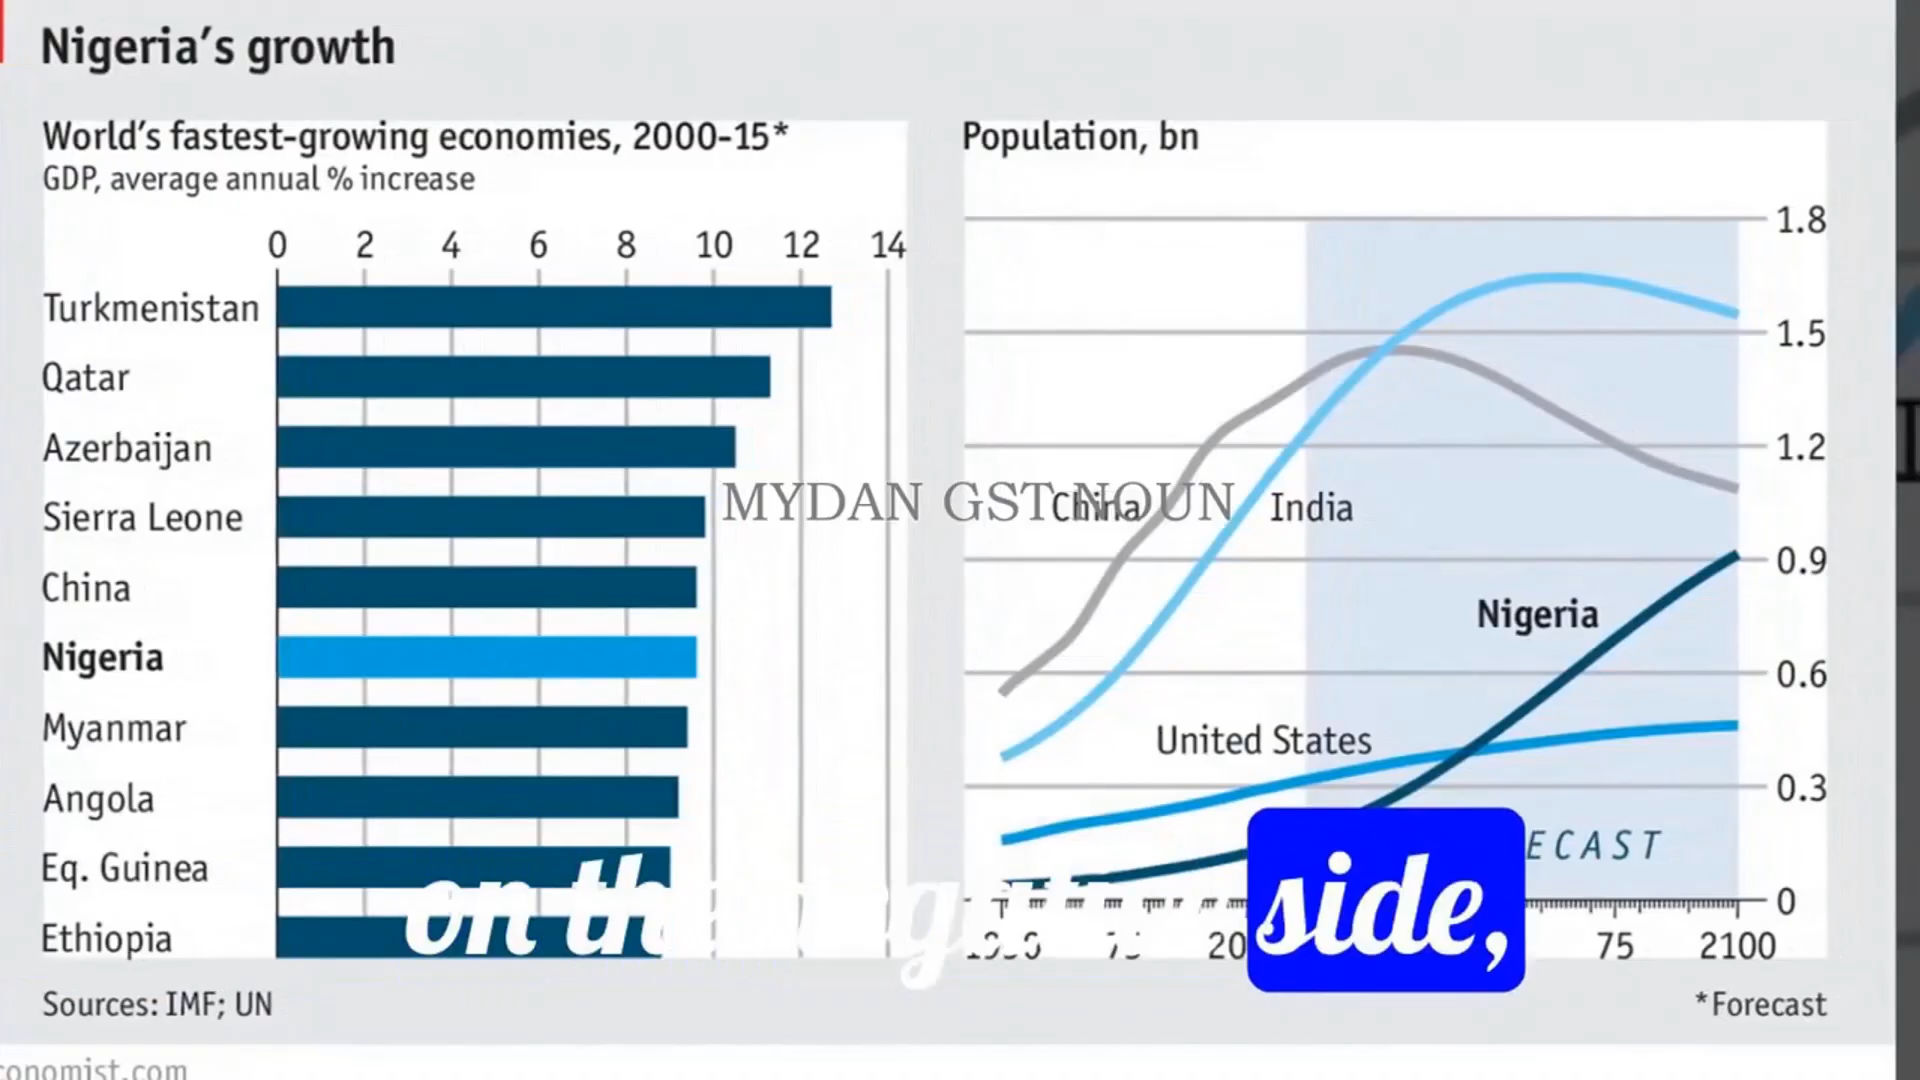 Nigeria's growth
World's fastest-growing economies, 2000-15*
GDP, average annual % increase
0 2 4 6 8 10 12 14
Turkmenistan
Qatar
Azerbaijan
Sierra Leone
China
Nigeria
Myanmar
Angola
Eq. Guinea
Ethiopia
Population, bn
1.8
1.5
1.2
0.9
0.6
0.3
0
China
India
Nigeria
United States
ECAST
75 2100
MYDAN GST NOUN
on side,
Sources: IMF; UN
*Forecast
conomist.com